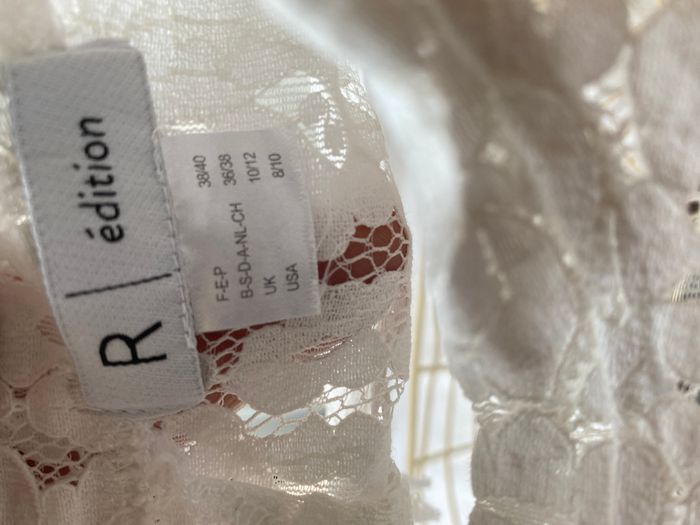 R | édition
F-E-P 38/40
B-S-D-A-NL-CH 36/38
UK 10/12
USA 8/10